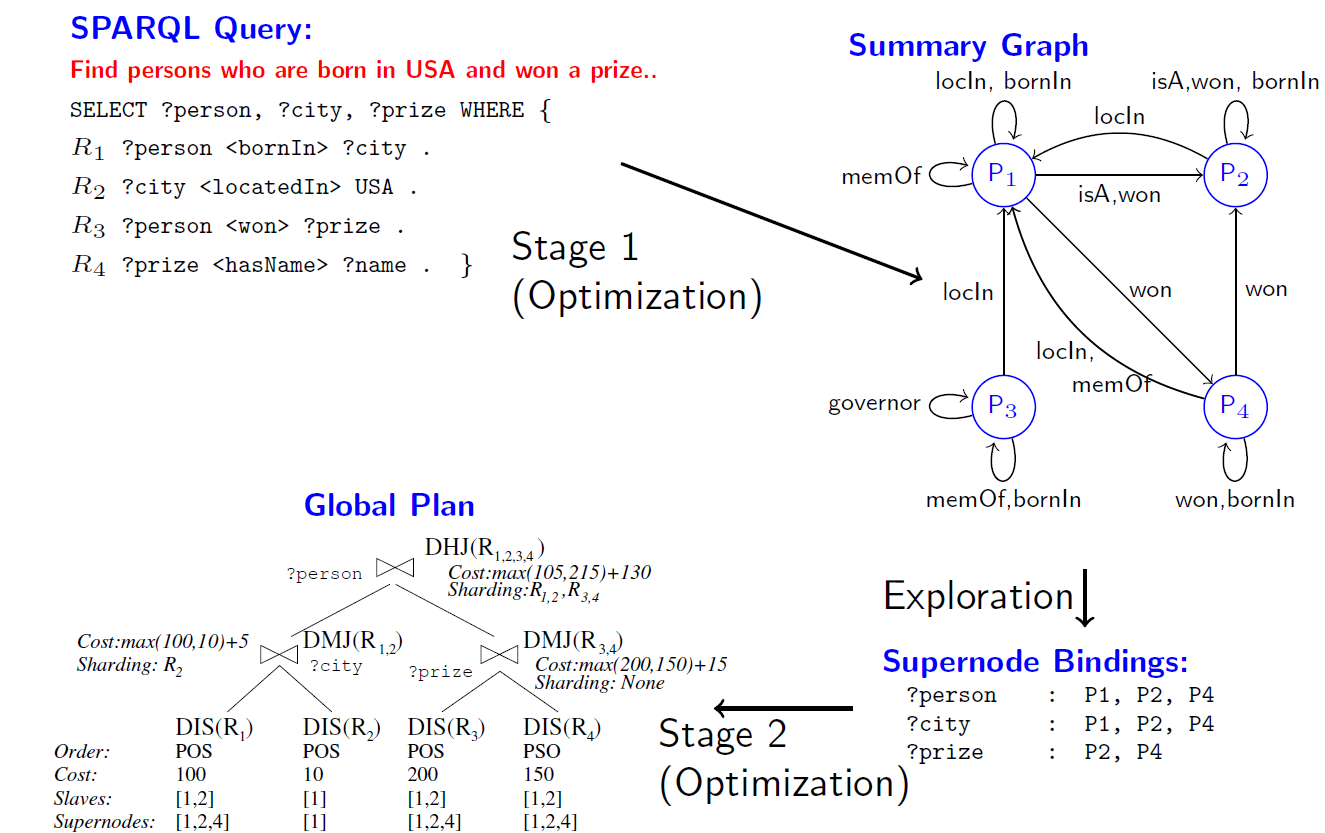 SPARQL Query:
Find persons who are born in USA and won a prize..
SELECT ?person, ?city, ?prize WHERE {
R1 ?person <bornIn> ?city .
R2 ?city <locatedIn> USA .
R3 ?person <won> ?prize .
R4 ?prize <hasName> ?name . }
Stage 1
(Optimization)
Summary Graph
locIn, bornIn
isA,won, bornIn
locIn
memOf
P1
P2
isA,won
locIn
won
won
locIn,
memOf
governor
P3
P4
memOf,bornIn
won,bornIn
Exploration
Supernode Bindings:
?person : P1, P2, P4
?city : P1, P2, P4
?prize : P2, P4
Stage 2
(Optimization)
Global Plan
DHJ(R1,2,3,4)
?person
Cost:max(105,215)+130
Sharding:R1,2,R3,4
Cost:max(100,10)+5
Sharding: R2
DMJ(R1,2)
?city
DMJ(R3,4)
?prize
Cost:max(200,150)+15
Sharding: None
DIS(R1) DIS(R2) DIS(R3) DIS(R4)
Order: POS POS POS PSO
Cost: 100 10 200 150
Slaves: [1,2] [1] [1,2] [1,2]
Supernodes: [1,2,4] [1] [1,2,4] [1,2,4]